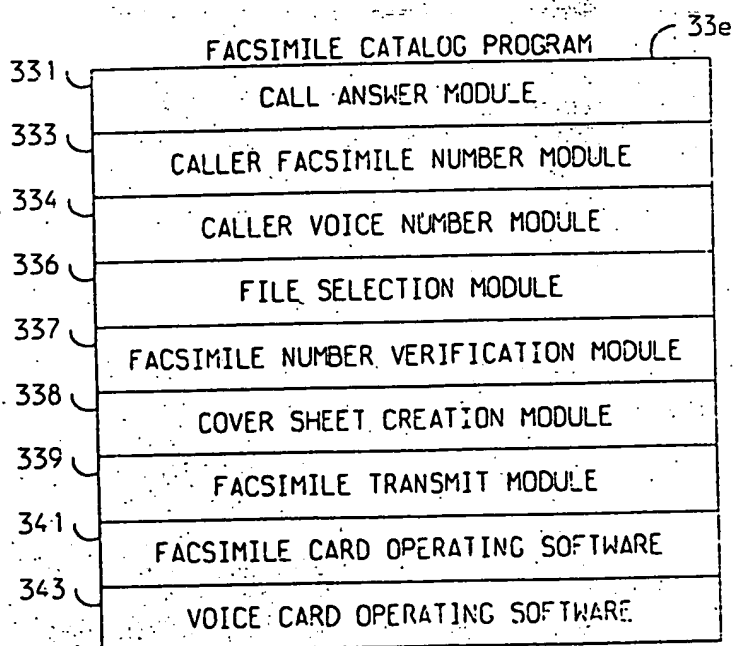 33e
FACSIMILE CATALOG PROGRAM
331
CALL ANSWER MODULE
333
CALLER FACSIMILE NUMBER MODULE
334
CALLER VOICE NUMBER MODULE
336
FILE SELECTION MODULE
337
FACSIMILE NUMBER VERIFICATION MODULE
338
COVER SHEET CREATION MODULE
339
FACSIMILE TRANSMIT MODULE
341
FACSIMILE CARD OPERATING SOFTWARE
343
VOICE CARD OPERATING SOFTWARE